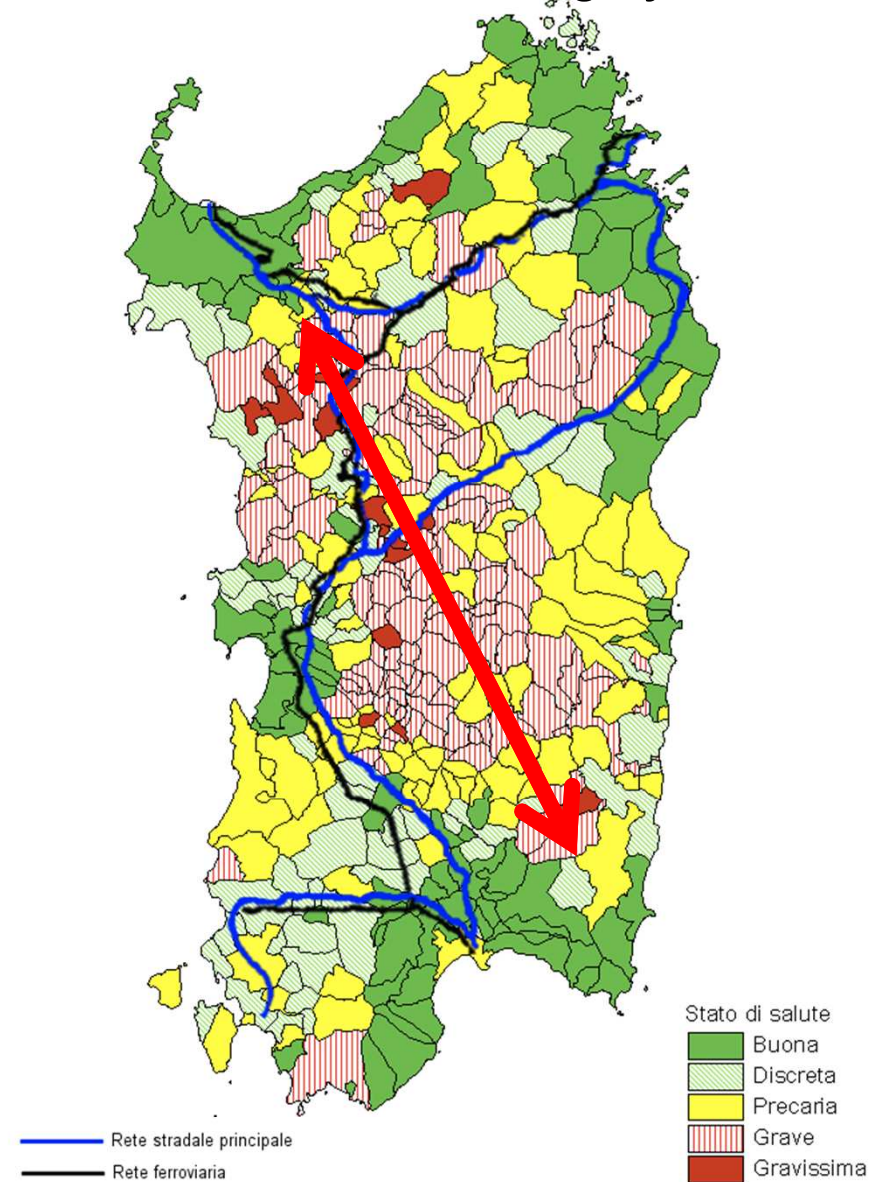 Stato di salute
Buona
Discreta
Precaria
Grave
Gravissima
Rete stradale principale
Rete ferroviaria